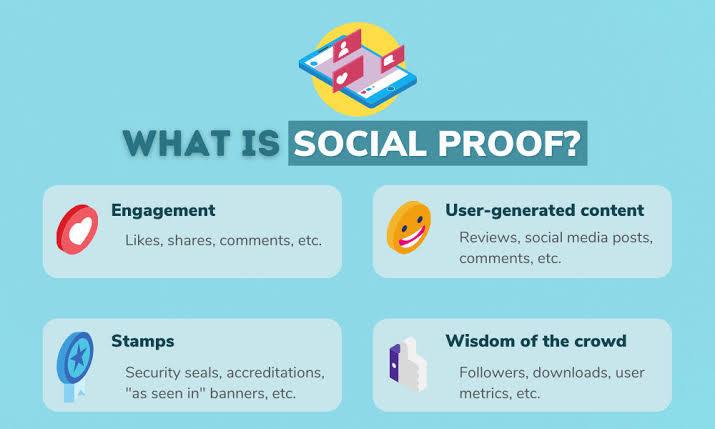 WHAT IS SOCIAL PROOF?
Engagement
Likes, shares, comments, etc.
User-generated content
Reviews, social media posts,
comments, etc.
Stamps
Security seals, accreditations,
"as seen in" banners, etc.
Wisdom of the crowd
Followers, downloads, user
metrics, etc.